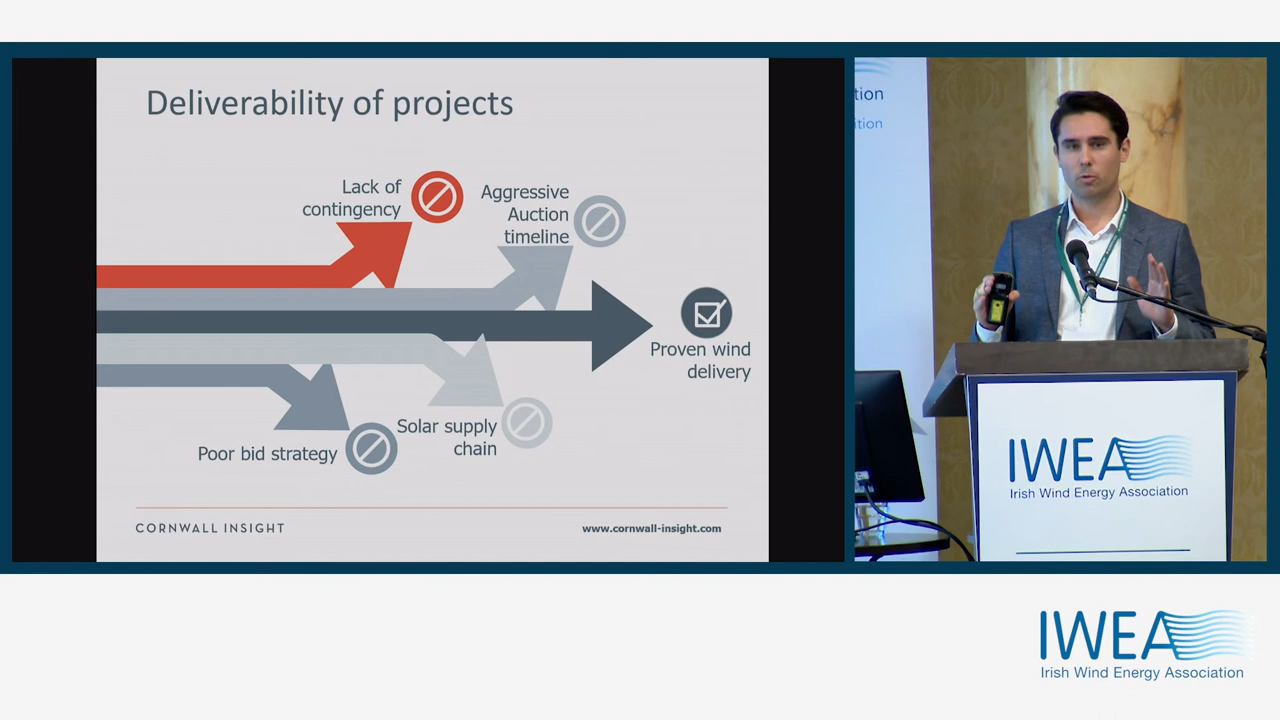 Deliverability of projects
Lack of
contingency
Aggressive
Auction
timeline
Proven wind
delivery
Solar supply
chain
Poor bid strategy
CORNWALL INSIGHT
www.cornwall-insight.com
tion
ition
IWEA
Irish Wind Energy Association
IWEA
Irish Wind Energy Association